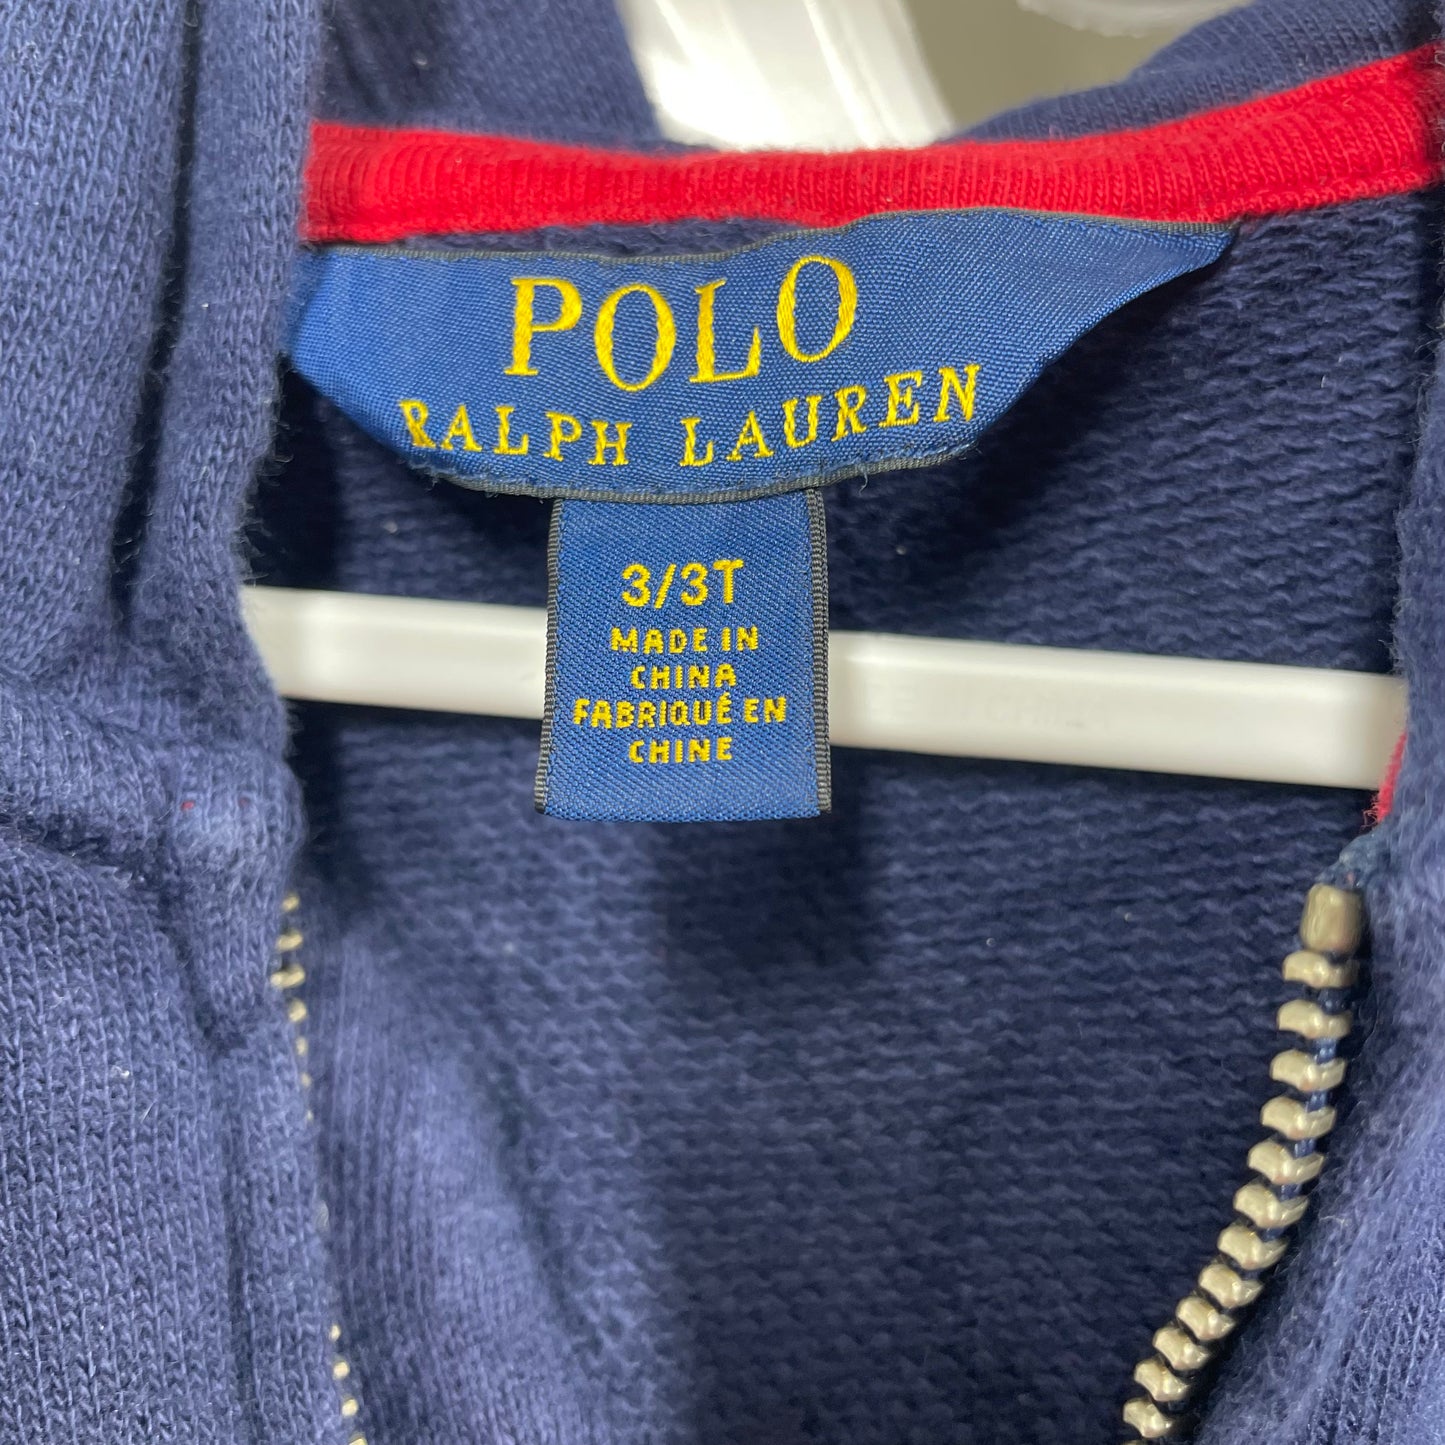 POLO
RALPH LAUREN
3/3T
MADE IN
CHINA
FABRIQUÉ EN
CHINE